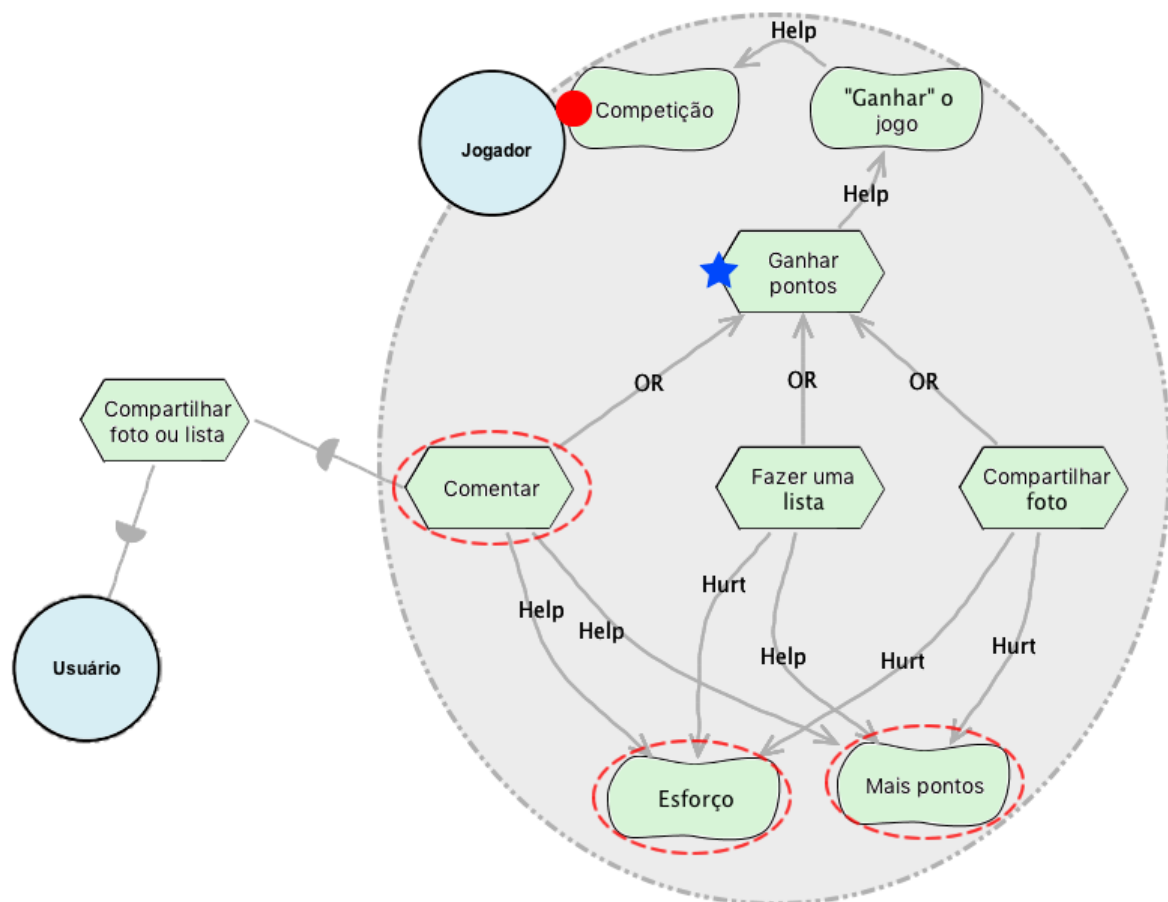 Help
Competição
"Ganhar" o
jogo
Jogador
Help
Ganhar
pontos
OR
OR
OR
Compartilhar
foto ou lista
Comentar
Fazer uma
lista
Compartilhar
foto
Hurt
Help
Help
Help
Hurt
Hurt
Usuário
Esforço
Mais pontos